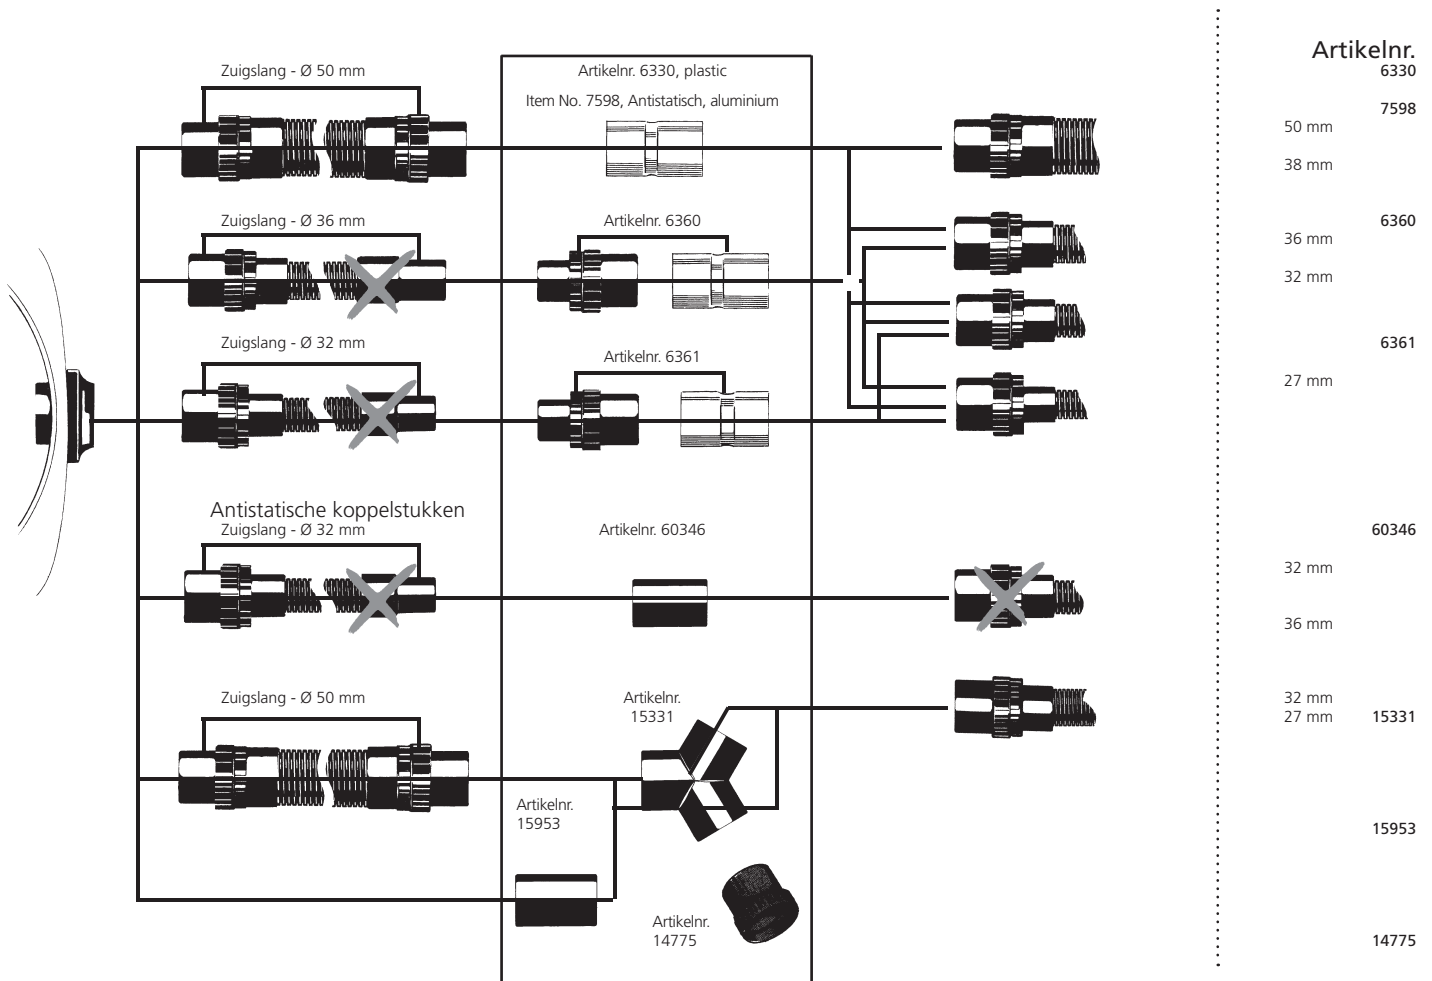 Zuigslang - Ø 50 mm
Artikelnr. 6330, plastic
Item No. 7598, Antistatisch, aluminium
Zuigslang - Ø 36 mm
Artikelnr. 6360
Zuigslang - Ø 32 mm
Artikelnr. 6361
Antistatische koppelstukken
Zuigslang - Ø 32 mm
Artikelnr. 60346
Zuigslang - Ø 50 mm
Artikelnr.
15331
Artikelnr.
15953
Artikelnr.
14775
Artikelnr.
6330
7598
50 mm
38 mm
6360
36 mm
32 mm
6361
27 mm
60346
32 mm
36 mm
32 mm
27 mm 15331
15953
14775